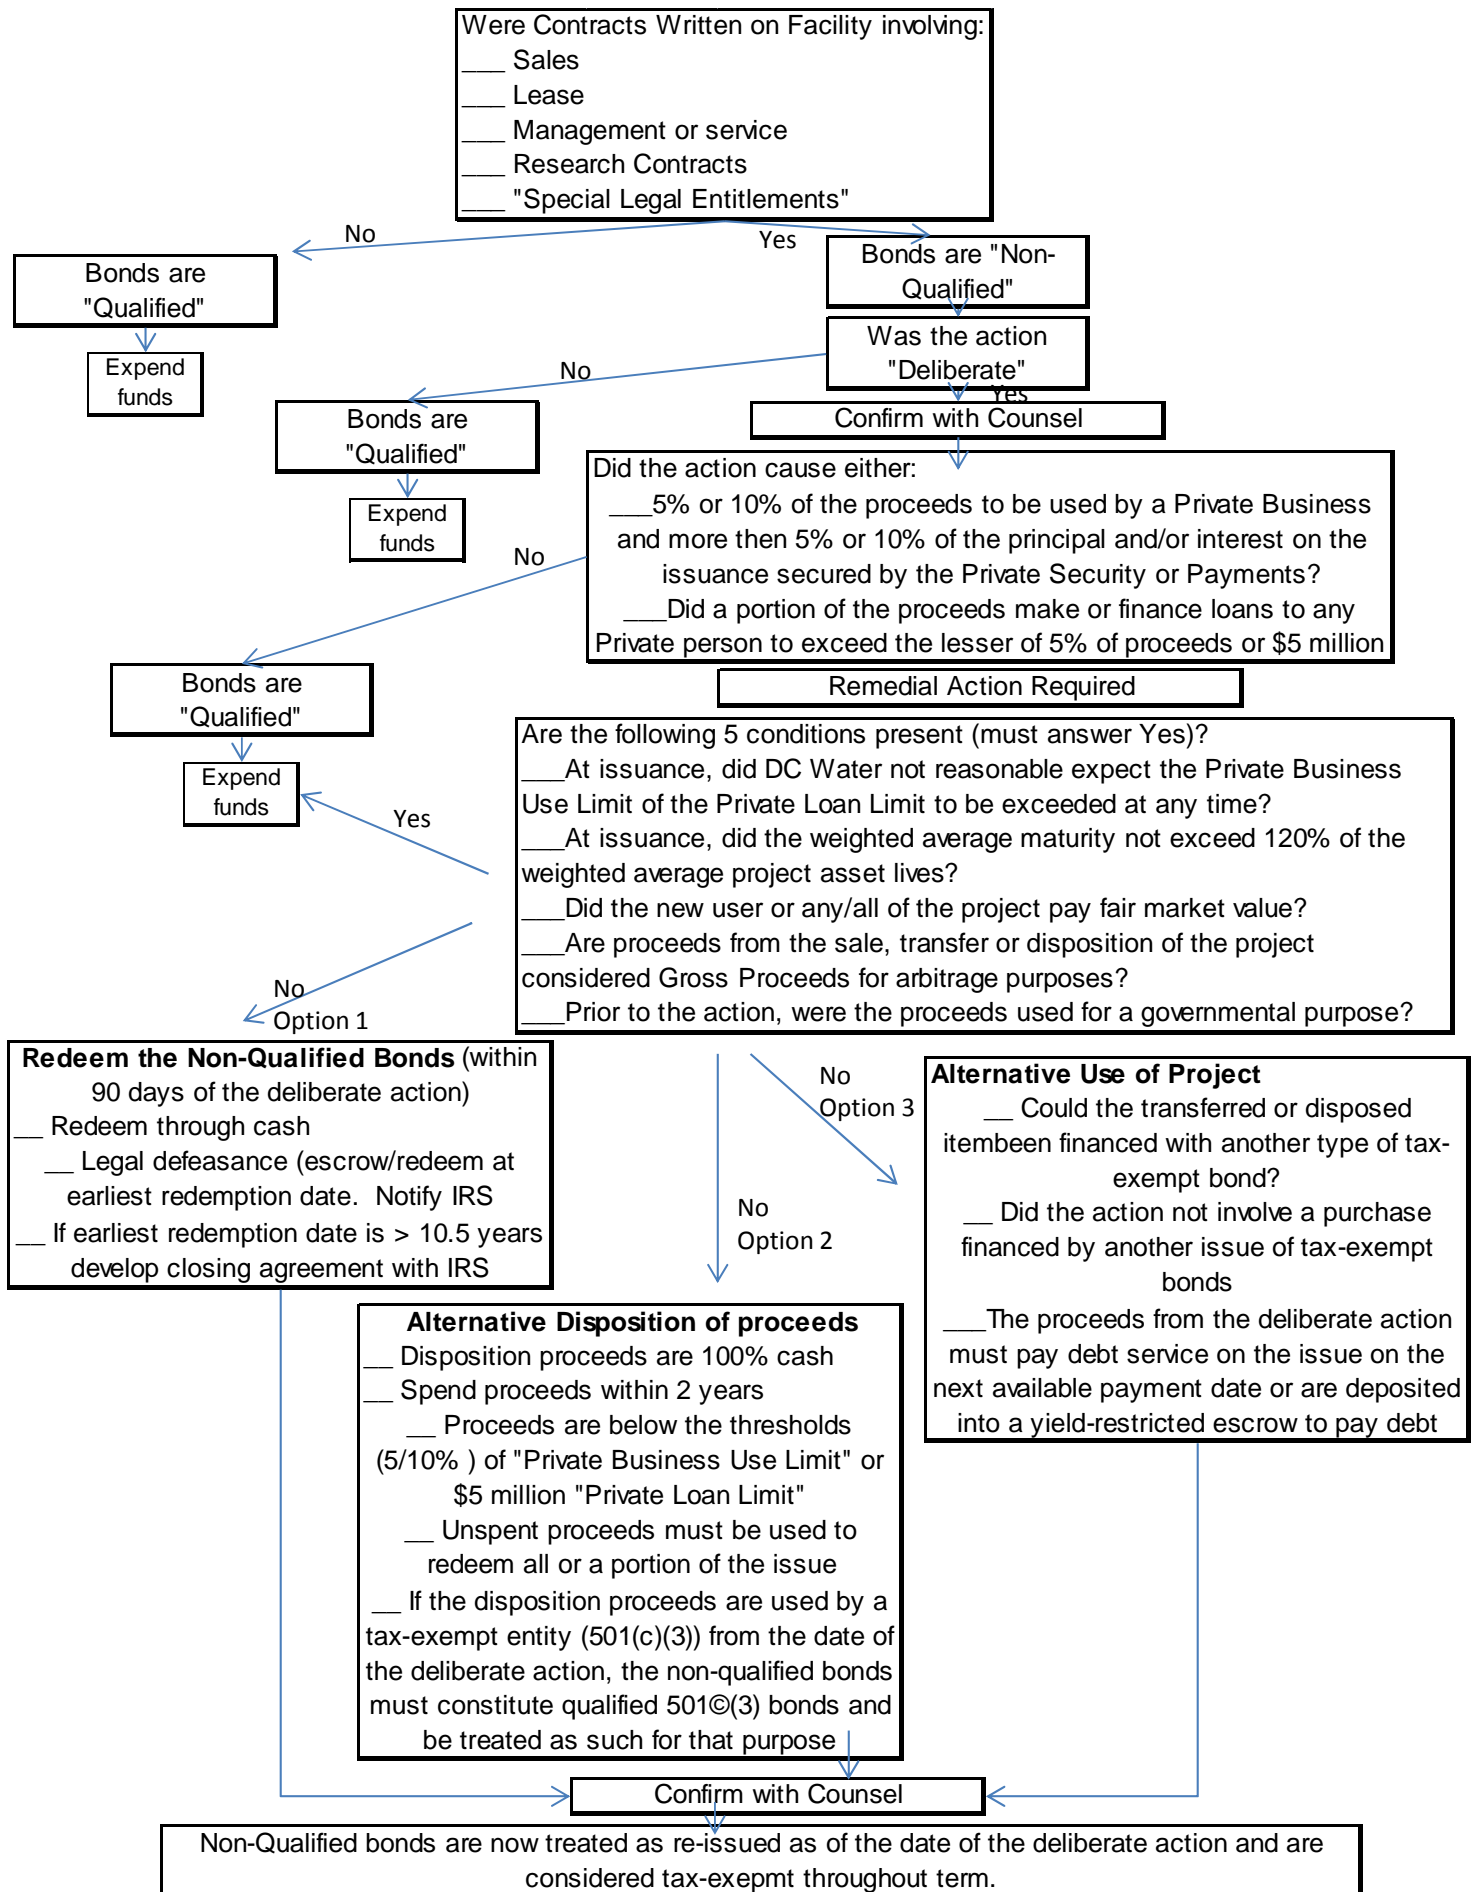 Were Contracts Written on Facility involving:
___ Sales
___ Lease
___ Management or service
___ Research Contracts
___ "Special Legal Entitlements"
No
Yes
Bonds are
"Qualified"
Expend
funds
Bonds are "Non-
Qualified"
Was the action
"Deliberate"
No
Yes
Bonds are
"Qualified"
Expend
funds
Confirm with Counsel
Did the action cause either:
___5% or 10% of the proceeds to be used by a Private Business
and more then 5% or 10% of the principal and/or interest on the
issuance secured by the Private Security or Payments?
___Did a portion of the proceeds make or finance loans to any
Private person to exceed the lesser of 5% of proceeds or $5 million
No
Bonds are
"Qualified"
Expend
funds
Remedial Action Required
Are the following 5 conditions present (must answer Yes)?
___At issuance, did DC Water not reasonable expect the Private Business
Use Limit of the Private Loan Limit to be exceeded at any time?
___At issuance, did the weighted average maturity not exceed 120% of the
weighted average project asset lives?
___Did the new user or any/all of the project pay fair market value?
___Are proceeds from the sale, transfer or disposition of the project
considered Gross Proceeds for arbitrage purposes?
___Prior to the action, were the proceeds used for a governmental purpose?
Yes
No
Option 1
Redeem the Non-Qualified Bonds (within
90 days of the deliberate action)
__ Redeem through cash
__ Legal defeasance (escrow/redeem at
earliest redemption date.  Notify IRS
__ If earliest redemption date is > 10.5 years
develop closing agreement with IRS
No
Option 2
Alternative Disposition of proceeds
__ Disposition proceeds are 100% cash
__ Spend proceeds within 2 years
__ Proceeds are below the thresholds
(5/10% ) of "Private Business Use Limit" or
$5 million "Private Loan Limit"
__ Unspent proceeds must be used to
redeem all or a portion of the issue
__ If the disposition proceeds are used by a
tax-exempt entity (501(c)(3)) from the date of
the deliberate action, the non-qualified bonds
must constitute qualified 501©(3) bonds and
be treated as such for that purpose
No
Option 3
Alternative Use of Project
__ Could the transferred or disposed
itembeen financed with another type of tax-
exempt bond?
__ Did the action not involve a purchase
financed by another issue of tax-exempt
bonds
___The proceeds from the deliberate action
must pay debt service on the issue on the
next available payment date or are deposited
into a yield-restricted escrow to pay debt
Confirm with Counsel
Non-Qualified bonds are now treated as re-issued as of the date of the deliberate action and are
considered tax-exepmt throughout term.